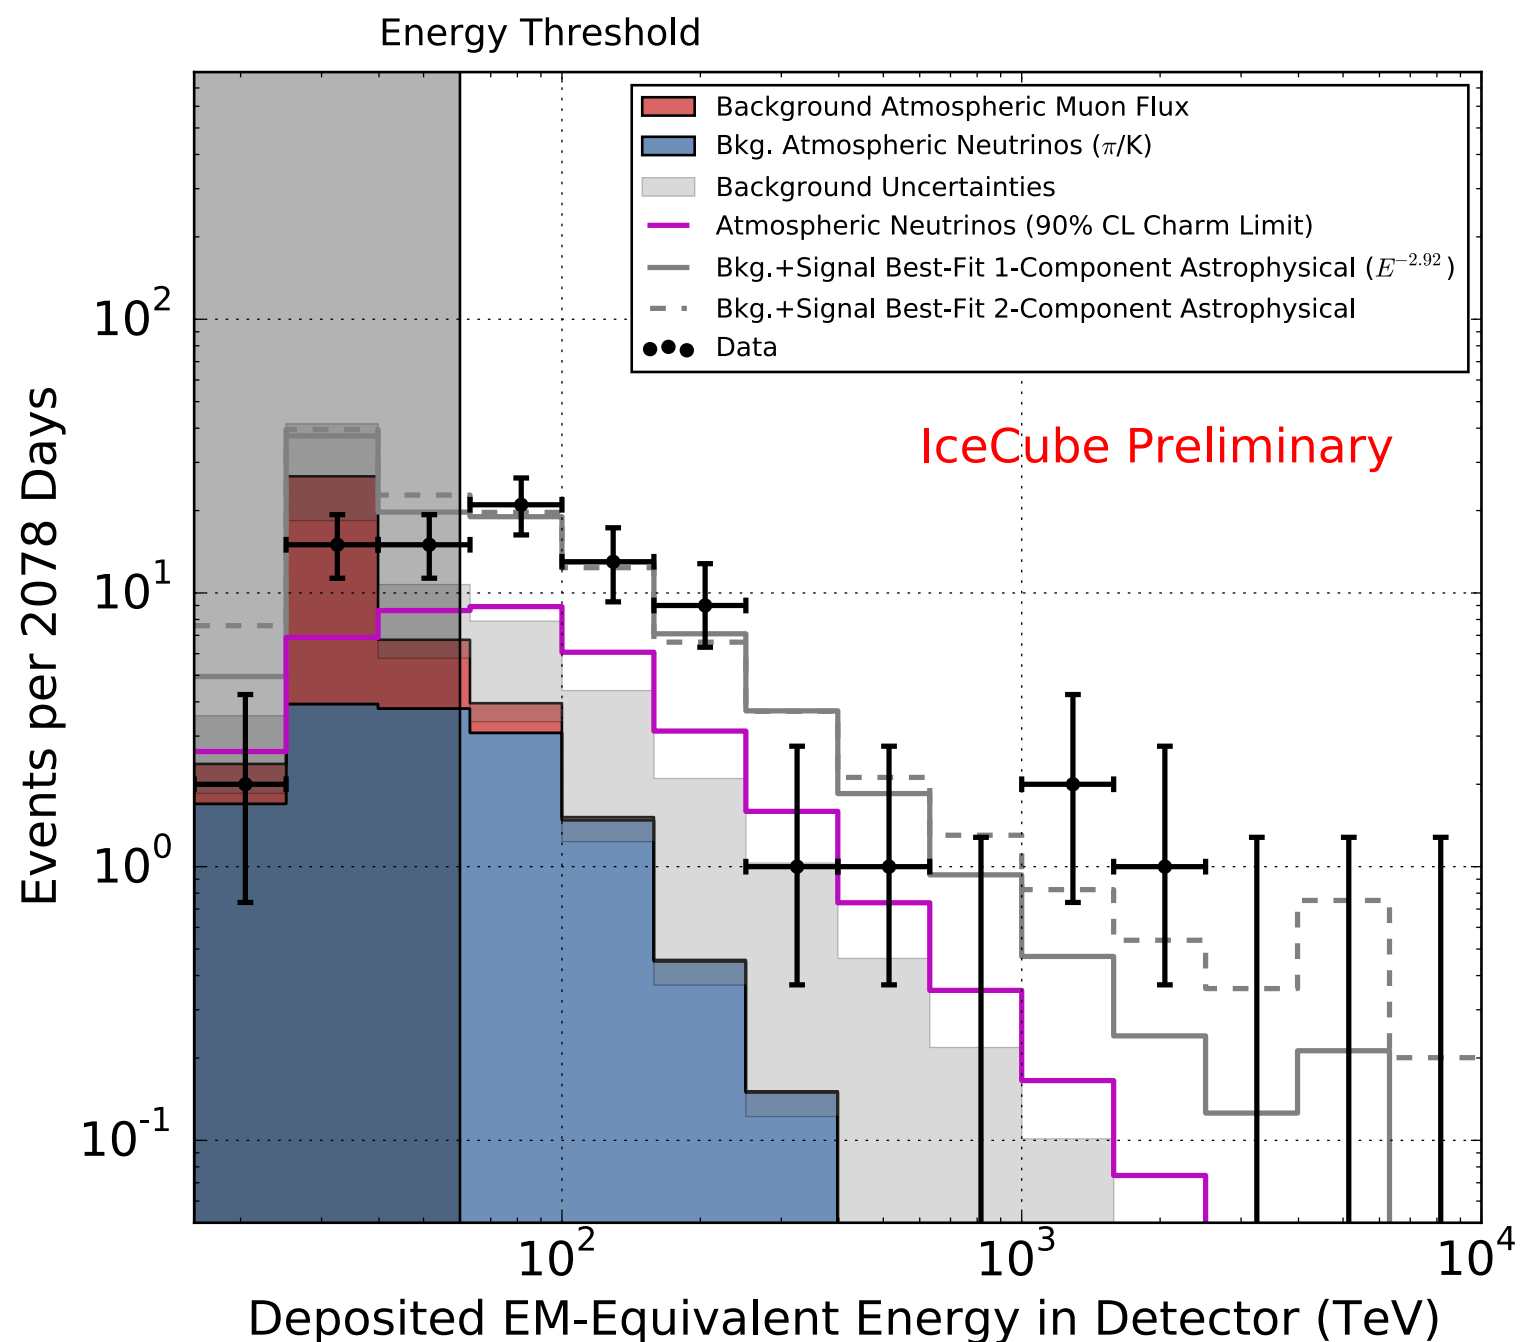 Energy Threshold
Background Atmospheric Muon Flux
Bkg. Atmospheric Neutrinos (π/K)
Background Uncertainties
Atmospheric Neutrinos (90% CL Charm Limit)
Bkg.+Signal Best-Fit 1-Component Astrophysical (E^−2.92)
Bkg.+Signal Best-Fit 2-Component Astrophysical
Data
IceCube Preliminary
Events per 2078 Days
10^2
10^1
10^0
10^-1
10^2 10^3 10^4
Deposited EM-Equivalent Energy in Detector (TeV)